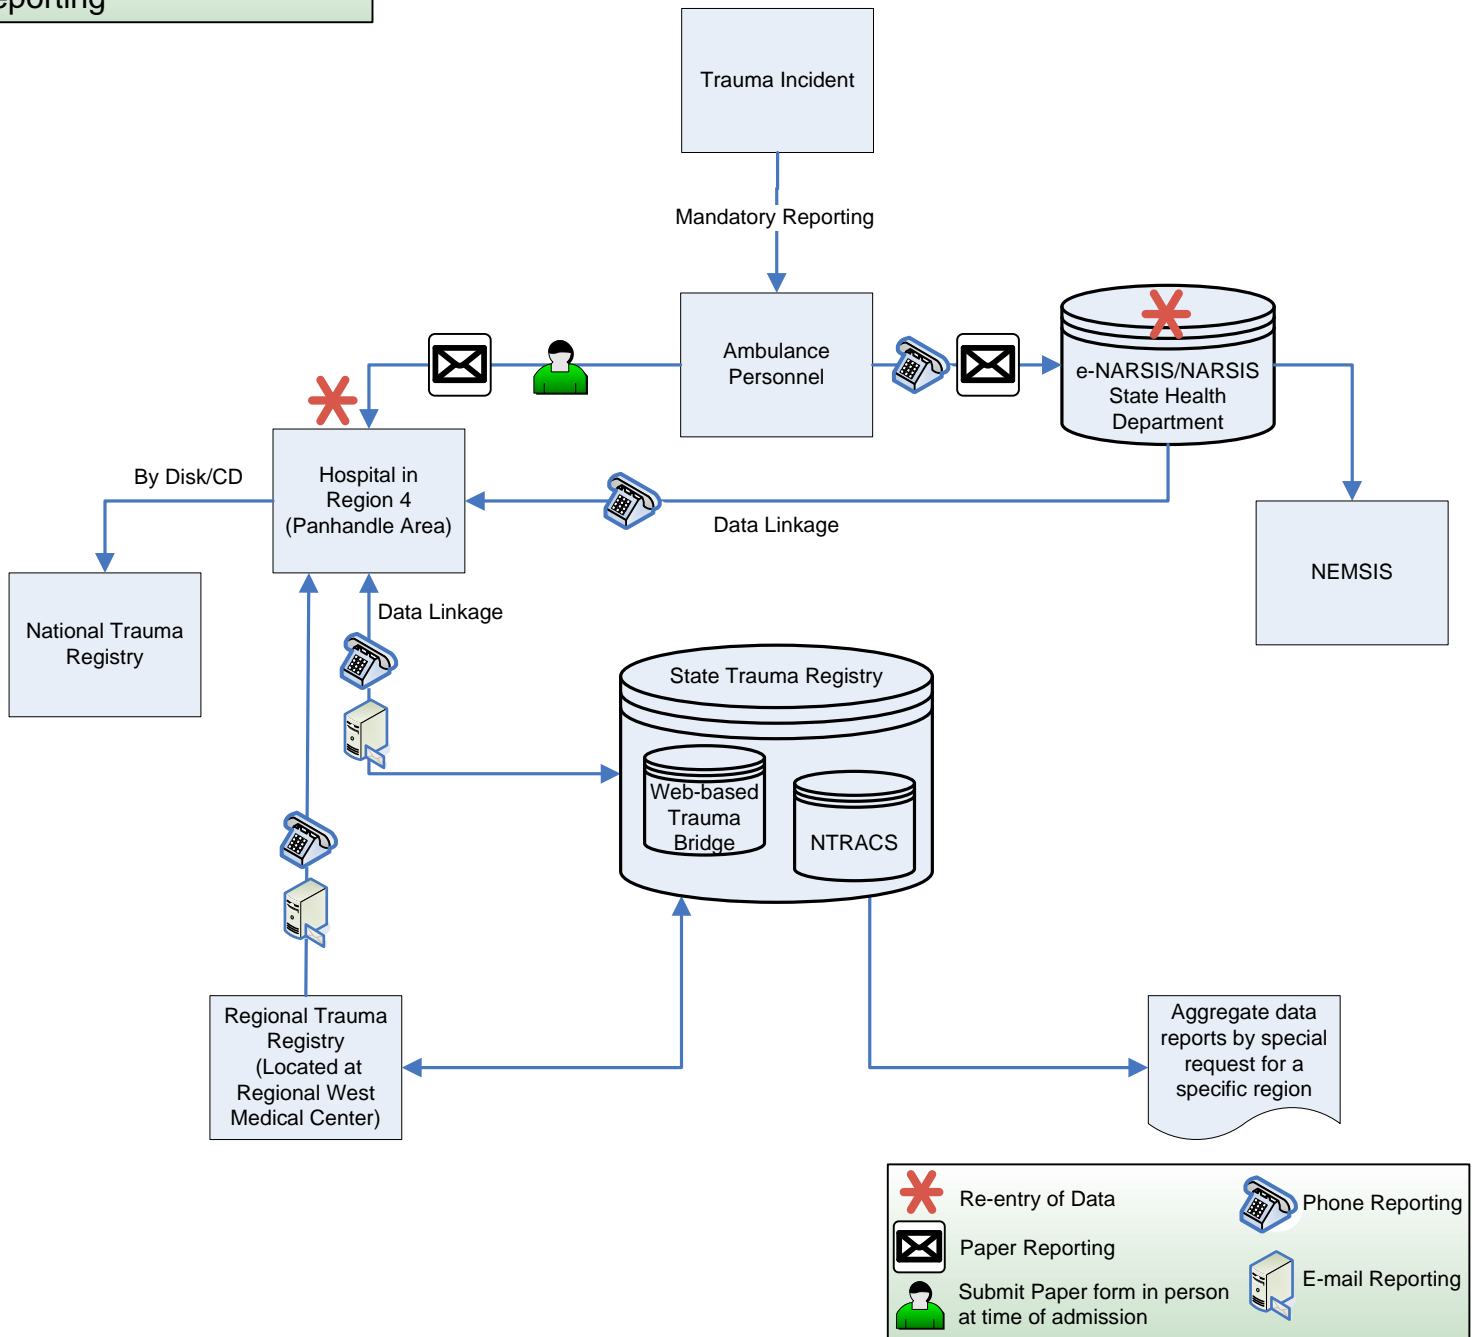 eporting
Trauma Incident
Mandatory Reporting
Ambulance
Personnel
e-NARSIS/NARSIS
State Health
Department
By Disk/CD
Hospital in
Region 4
(Panhandle Area)
Data Linkage
NEMSIS
National Trauma
Registry
Data Linkage
State Trauma Registry
Web-based
Trauma
Bridge
NTRACS
Regional Trauma
Registry
(Located at
Regional West
Medical Center)
Aggregate data
reports by special
request for a
specific region
Re-entry of Data
Phone Reporting
Paper Reporting
E-mail Reporting
Submit Paper form in person
at time of admission